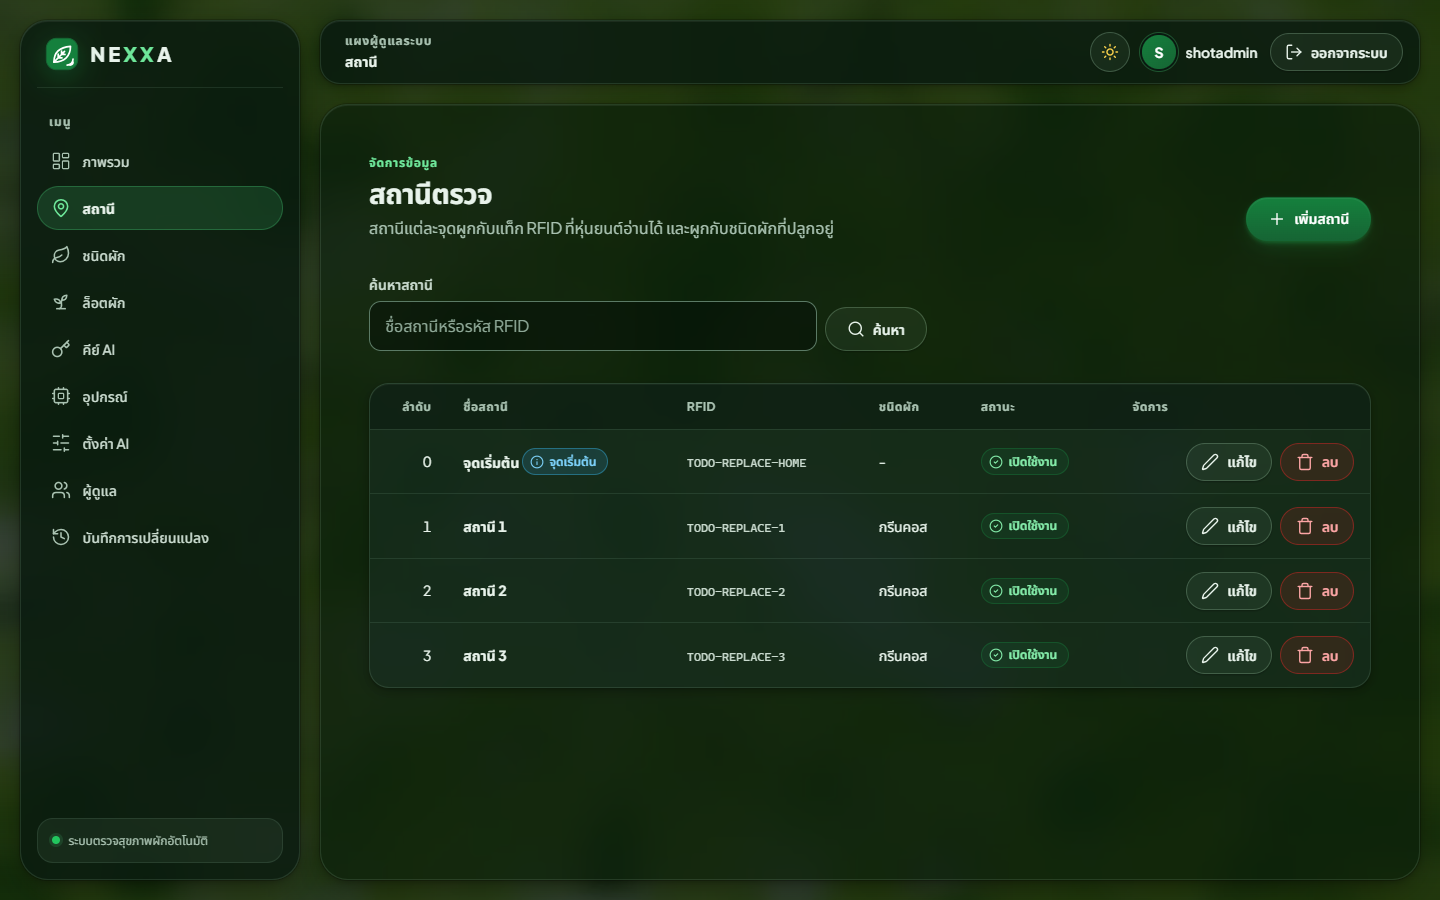 NEXXA
เมนู
ภาพรวม
สถานี
ชนิดผัก
ล็อตผัก
คีย์ AI
อุปกรณ์
ตั้งค่า AI
ผู้ดูแล
บันทึกการเปลี่ยนแปลง
ระบบตรวจสุขภาพผักอัตโนมัติ
แผงผู้ดูแลระบบ
สถานี
S shotadmin ออกจากระบบ
จัดการข้อมูล
สถานีตรวจ
สถานีแต่ละจุดผูกกับแท็ก RFID ที่หุ่นยนต์อ่านได้ และผูกกับชนิดผักที่ปลูกอยู่
เพิ่มสถานี
ค้นหาสถานี
ชื่อสถานีหรือรหัส RFID
ค้นหา
ลำดับ ชื่อสถานี RFID ชนิดผัก สถานะ จัดการ
0 จุดเริ่มต้น จุดเริ่มต้น TODO-REPLACE-HOME - เปิดใช้งาน แก้ไข ลบ
1 สถานี 1 TODO-REPLACE-1 กรีนคอส เปิดใช้งาน แก้ไข ลบ
2 สถานี 2 TODO-REPLACE-2 กรีนคอส เปิดใช้งาน แก้ไข ลบ
3 สถานี 3 TODO-REPLACE-3 กรีนคอส เปิดใช้งาน แก้ไข ลบ